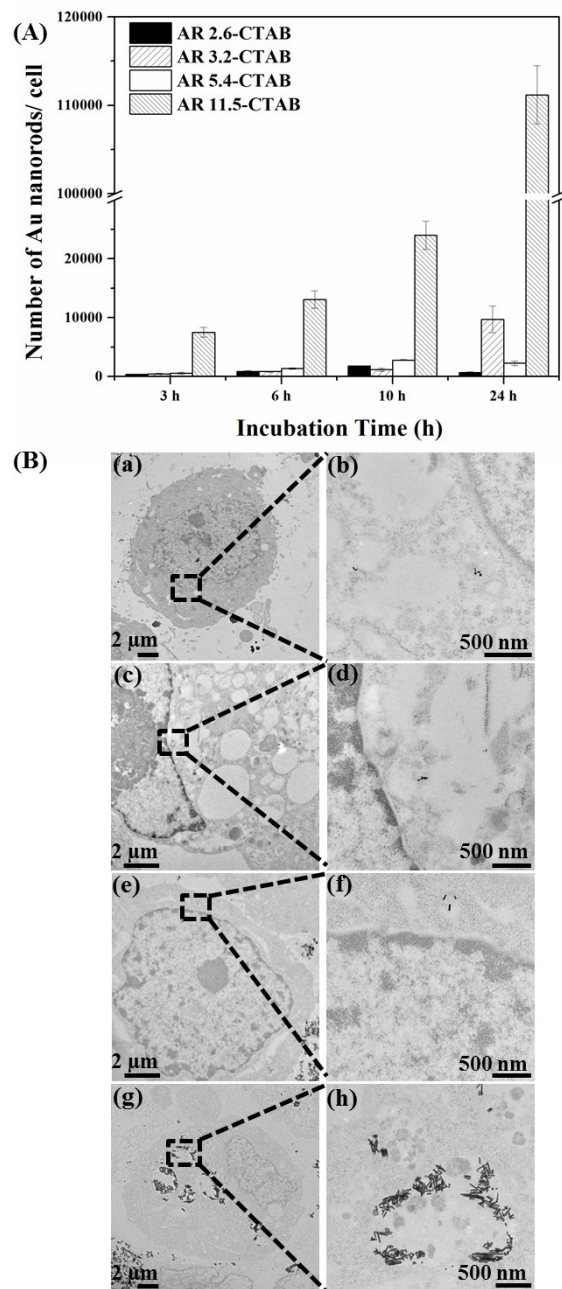 (A)
AR 2.6-CTAB
AR 3.2-CTAB
AR 5.4-CTAB
AR 11.5-CTAB
Number of Au nanorods/ cell
120000
110000
100000
20000
10000
0
3 h 6 h 10 h 24 h
Incubation Time (h)
(B)
(a) (b)
2 μm 500 nm
(c) (d)
2 μm 500 nm
(e) (f)
2 μm 500 nm
(g) (h)
2 μm 500 nm